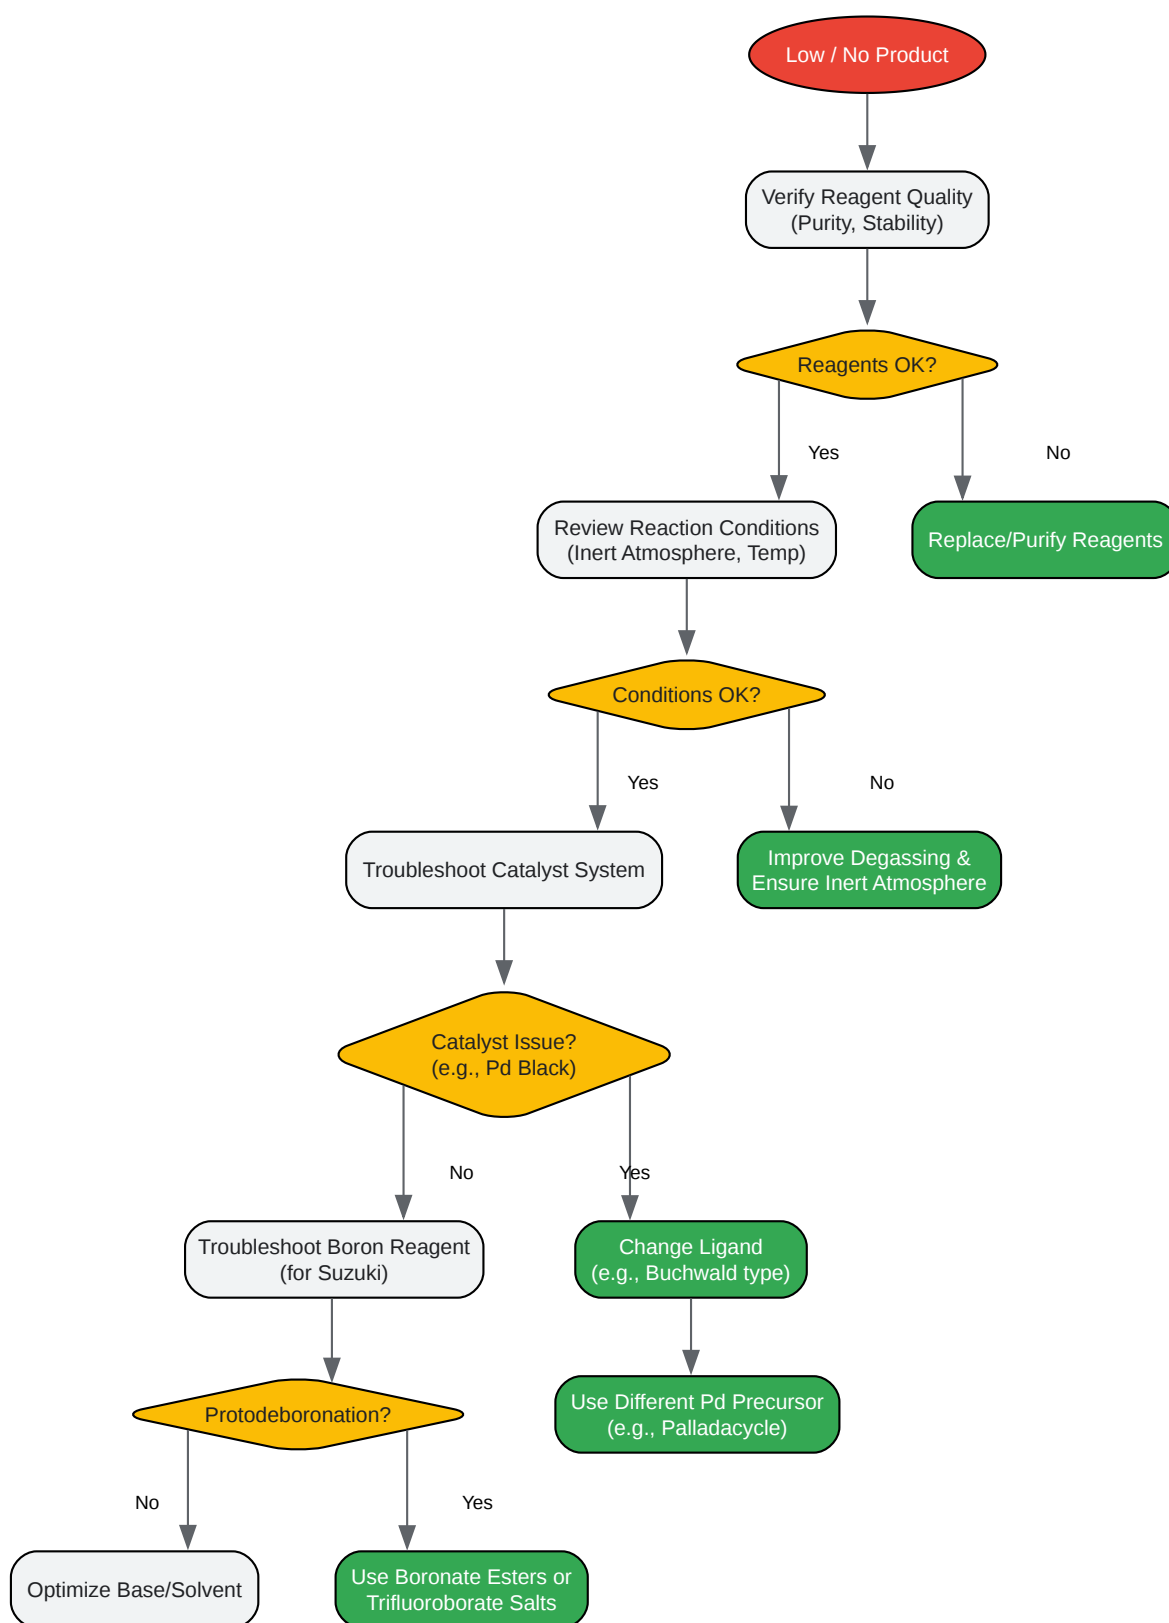 Low / No Product
Verify Reagent Quality
(Purity, Stability)
Reagents OK?
Yes
No
Review Reaction Conditions
(Inert Atmosphere, Temp)
Replace/Purify Reagents
Conditions OK?
Yes
No
Troubleshoot Catalyst System
Improve Degassing &
Ensure Inert Atmosphere
Catalyst Issue?
(e.g., Pd Black)
No
Yes
Troubleshoot Boron Reagent
(for Suzuki)
Change Ligand
(e.g., Buchwald type)
Protodeboronation?
Use Different Pd Precursor
(e.g., Palladacycle)
No
Yes
Optimize Base/Solvent
Use Boronate Esters or
Trifluoroborate Salts